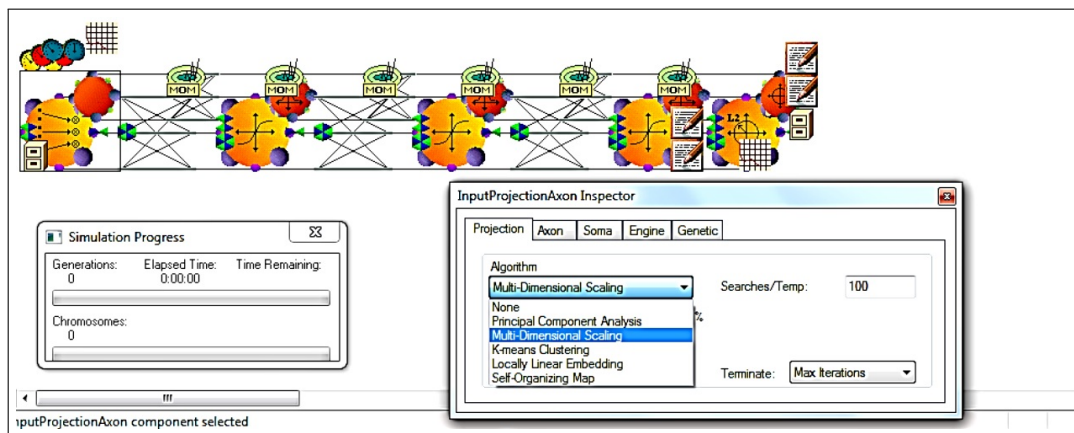 MOM MOM MOM MOM MOM MOM
L2
InputProjectionAxon Inspector
Projection Axon Soma Engine Genetic
Algorithm
Multi-Dimensional Scaling
Searches/Temp: 100
None
Principal Component Analysis
%
Multi-Dimensional Scaling
K-means Clustering
Locally Linear Embedding
Self-Organizing Map
Terminate: Max Iterations
Simulation Progress
Generations: Elapsed Time: Time Remaining:
0 0:00:00
Chromosomes:
0
nputProjectionAxon component selected